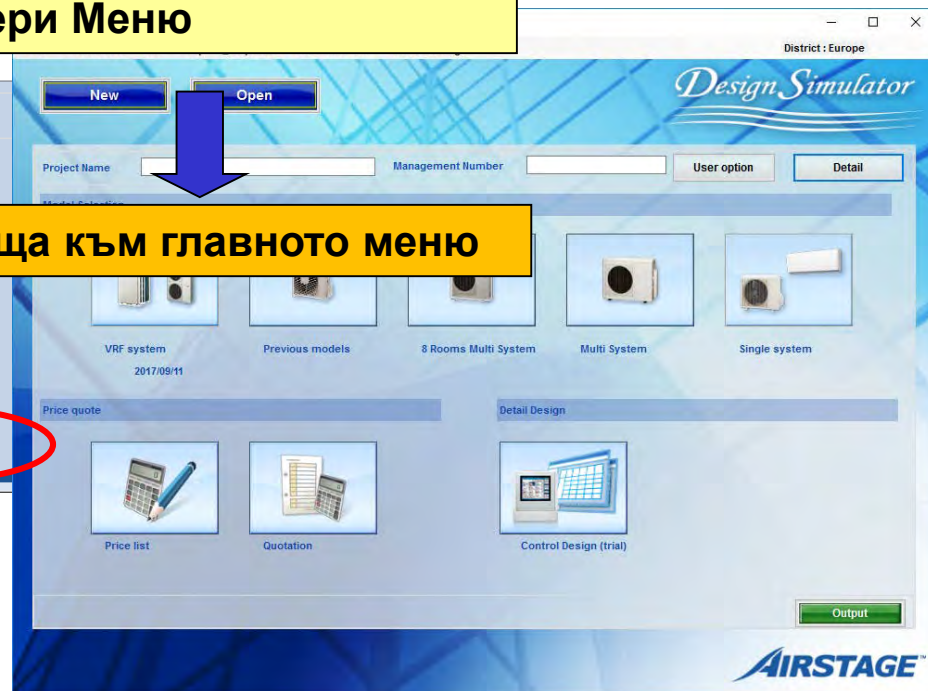 ери Меню
District : Europe
New
Open
Design Simulator
Project Name
Management Number
User option
Detail
ща към главното меню
VRF system
Previous models
8 Rooms Multi System
Multi System
Single system
2017/09/11
Price quote
Detail Design
Price list
Quotation
Control Design (trial)
Output
AIRSTAGE™